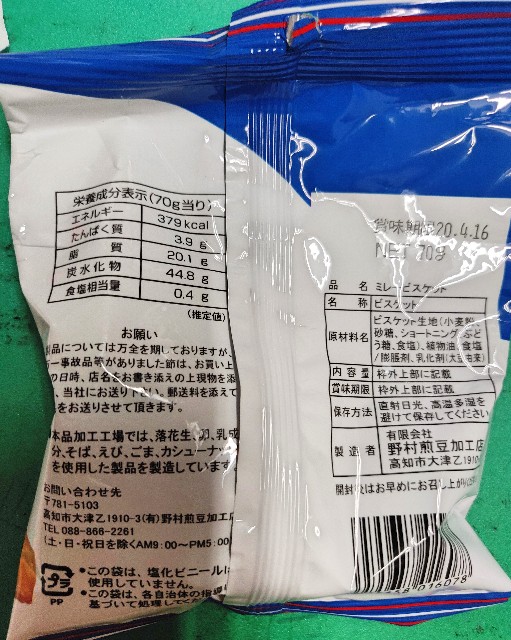 栄養成分表示(70g当り)
エネルギー 379kcal
たんぱく質 3.9 g
脂質 20.1 g
炭水化物 44.8 g
食塩相当量 0.4 g
(推定値)
お願い
品については万全を期しておりますが、
一事故品等がありました節は、お買い上
の日時、店名をお書き添えの上現物を添
、当社にお送り下さい。郵送料を添えて
をお送りさせて頂きます。
本品加工工場では、落花生、卵、乳成
分、そば、えび、ごま、カシューナッ
を使用した製品を製造しています
お問い合わせ先
〒781-5103
高知市大津乙1910-3(有)野村煎豆加工
TEL 088-866-2261
(土・日・祝日を除くAM9:00〜PM5:00
プラ
PP
●この袋は、塩化ビニール
使用していません。
●この袋は、各自治体の指導
基づいて処理してく
賞味期限20.4.16
NET 70g
品名 ミレービスケット
名称 ビスケット
原材料名 ビスケット生地(小麦粉、
砂糖、ショートニング、ぶど
う糖、食塩)、植物油、食塩
/膨脹剤、乳化剤(大豆由来)
内容量 枠外上部に記載
賞味期限 枠外上部に記載
保存方法 直射日光、高温多湿を
避けて保存してください
製造者 有限会社
野村煎豆加工店
高知市大津乙1910-
開封後はお早めにお召し上がり
58 016078